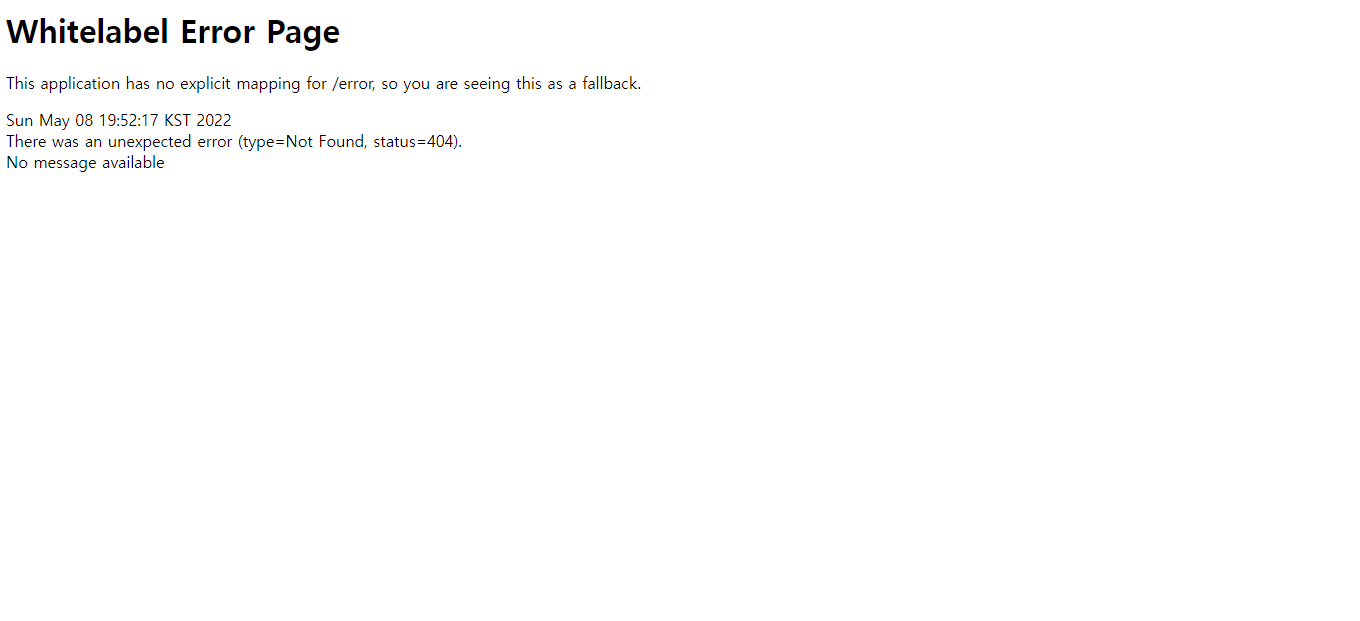 Whitelabel Error Page
This application has no explicit mapping for /error, so you are seeing this as a fallback.
Sun May 08 19:52:17 KST 2022
There was an unexpected error (type=Not Found, status=404).
No message available